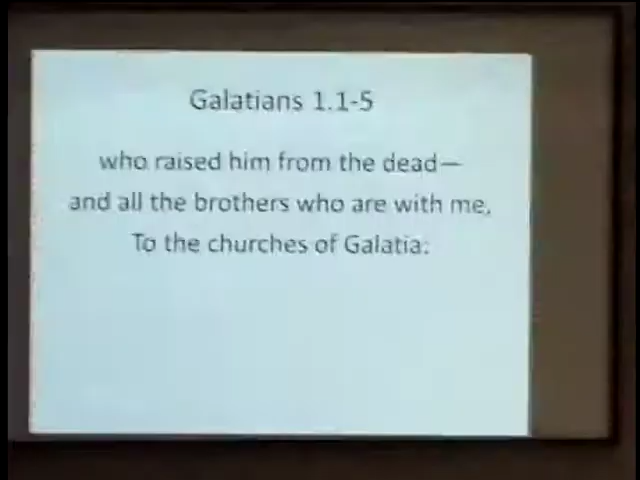 Galatians 1.1-5
who raised him from the dead—
and all the brothers who are with me,
To the churches of Galatia: